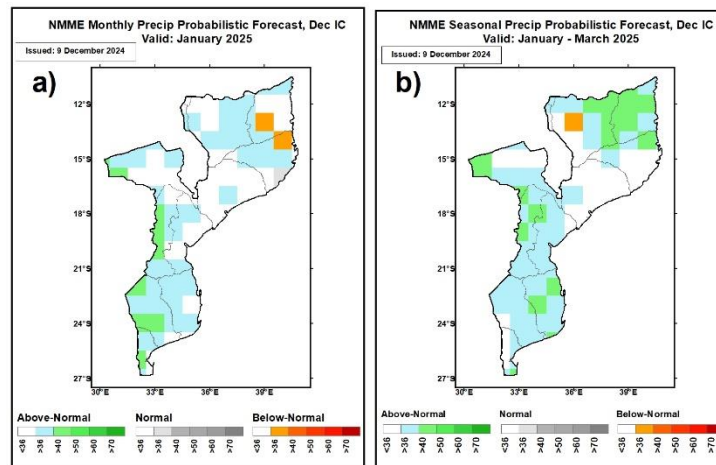 NMME Monthly Precip Probabilistic Forecast, Dec IC
Valid: January 2025
Issued: 9 December 2024
a)
12°S
15°S
18°S
21°S
24°S
27°S
30°E
33°E
36°E
39°E
Above-Normal
Normal
Below-Normal
<36 >36 >40 >50 >60 >70
<36 >36 >40 >50 >60 >70
<36 >36 >40 >50 >60 >70
NMME Seasonal Precip Probabilistic Forecast, Dec IC
Valid: January - March 2025
Issued: 9 December 2024
b)
12°S
15°S
18°S
21°S
24°S
27°S
30°E
33°E
36°E
39°E
Above-Normal
Normal
Below-Normal
<36 >36 >40 >50 >60 >70
<36 >36 >40 >50 >60 >70
<36 >36 >40 >50 >60 >70